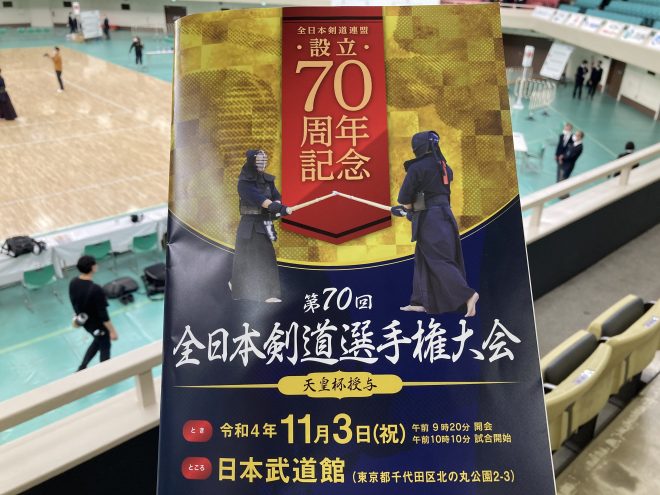 全日本剣道連盟
・設立・
70
周年
記念
第70回
全日本剣道選手権大会
天皇杯授与
とき 令和4年11月3日(祝) 午前 9時20分 開会
午前10時10分 試合開始
ところ 日本武道館(東京都千代田区北の丸公園2-3)